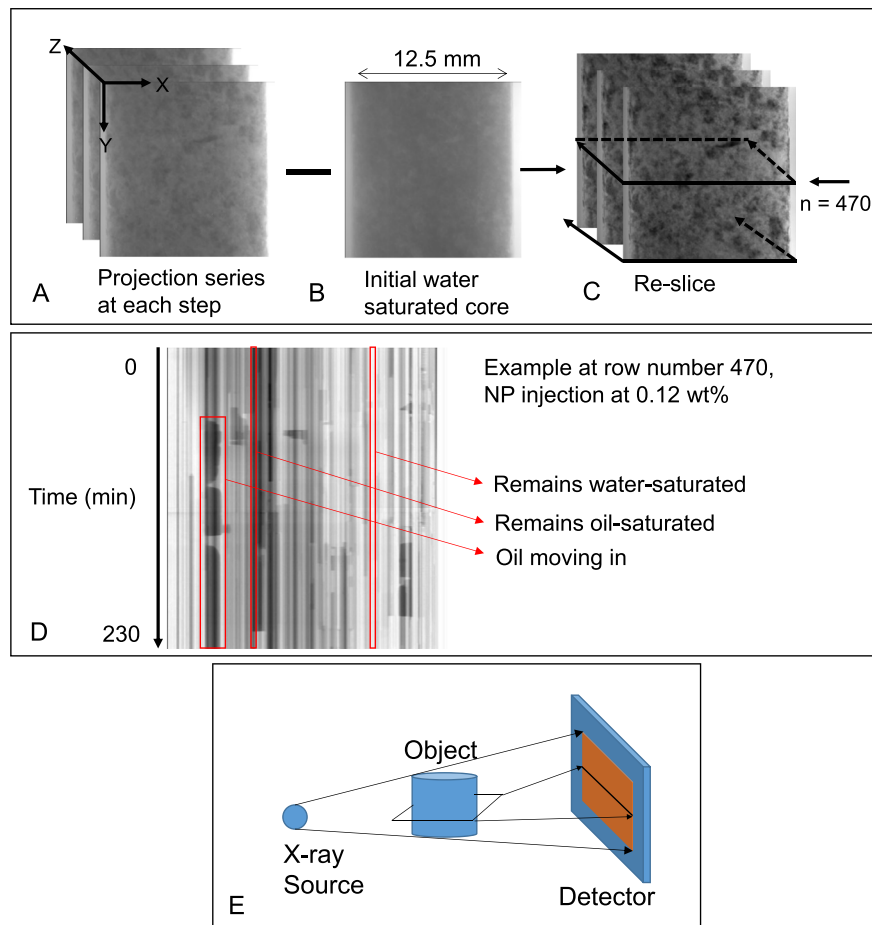 Z
X
Y
12.5 mm
n = 470
A
Projection series
at each step
B
Initial water
saturated core
C
Re-slice
0
Example at row number 470,
NP injection at 0.12 wt%
Time (min)
Remains water-saturated
Remains oil-saturated
Oil moving in
D
230
Object
X-ray
Source
Detector
E